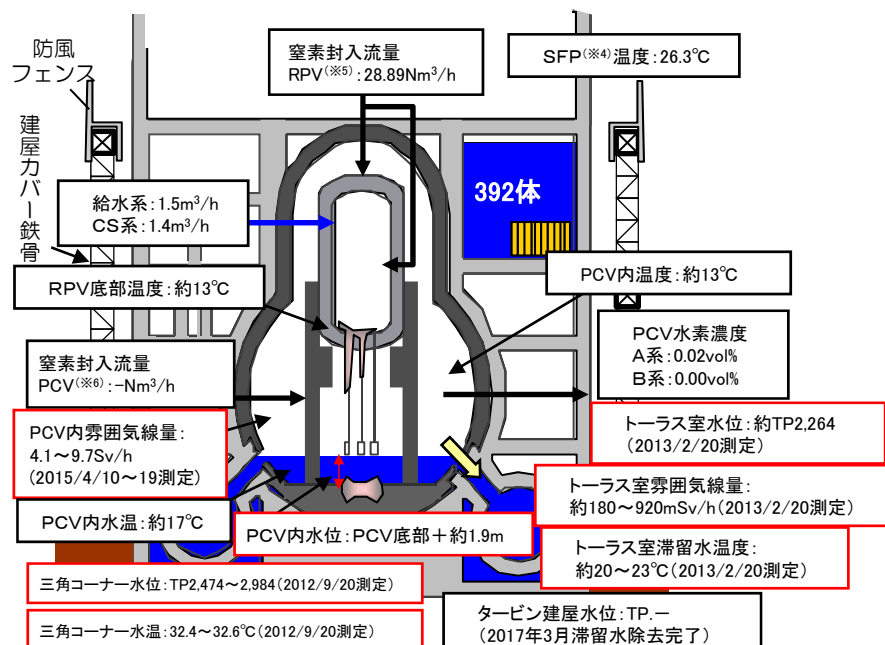 防風
フェンス
窒素封入流量
RPV(※5):28.89Nm³/h
SFP(※4)温度:26.3℃
建屋カバー鉄骨
給水系:1.5m³/h
CS系:1.4m³/h
392体
RPV底部温度:約13℃
PCV内温度:約13℃
窒素封入流量
PCV(※6):-Nm³/h
PCV水素濃度
A系:0.02vol%
B系:0.00vol%
PCV内雰囲気線量:
4.1~9.7Sv/h
(2015/4/10~19測定)
トーラス室水位:約TP2,264
(2013/2/20測定)
トーラス室雰囲気線量:
約180~920mSv/h(2013/2/20測定)
PCV内水温:約17℃
PCV内水位:PCV底部+約1.9m
トーラス室滞留水温度:
約20~23℃(2013/2/20測定)
三角コーナー水位:TP2,474~2,984(2012/9/20測定)
三角コーナー水温:32.4~32.6℃(2012/9/20測定)
タービン建屋水位:TP.-
(2017年3月滞留水除去完了)